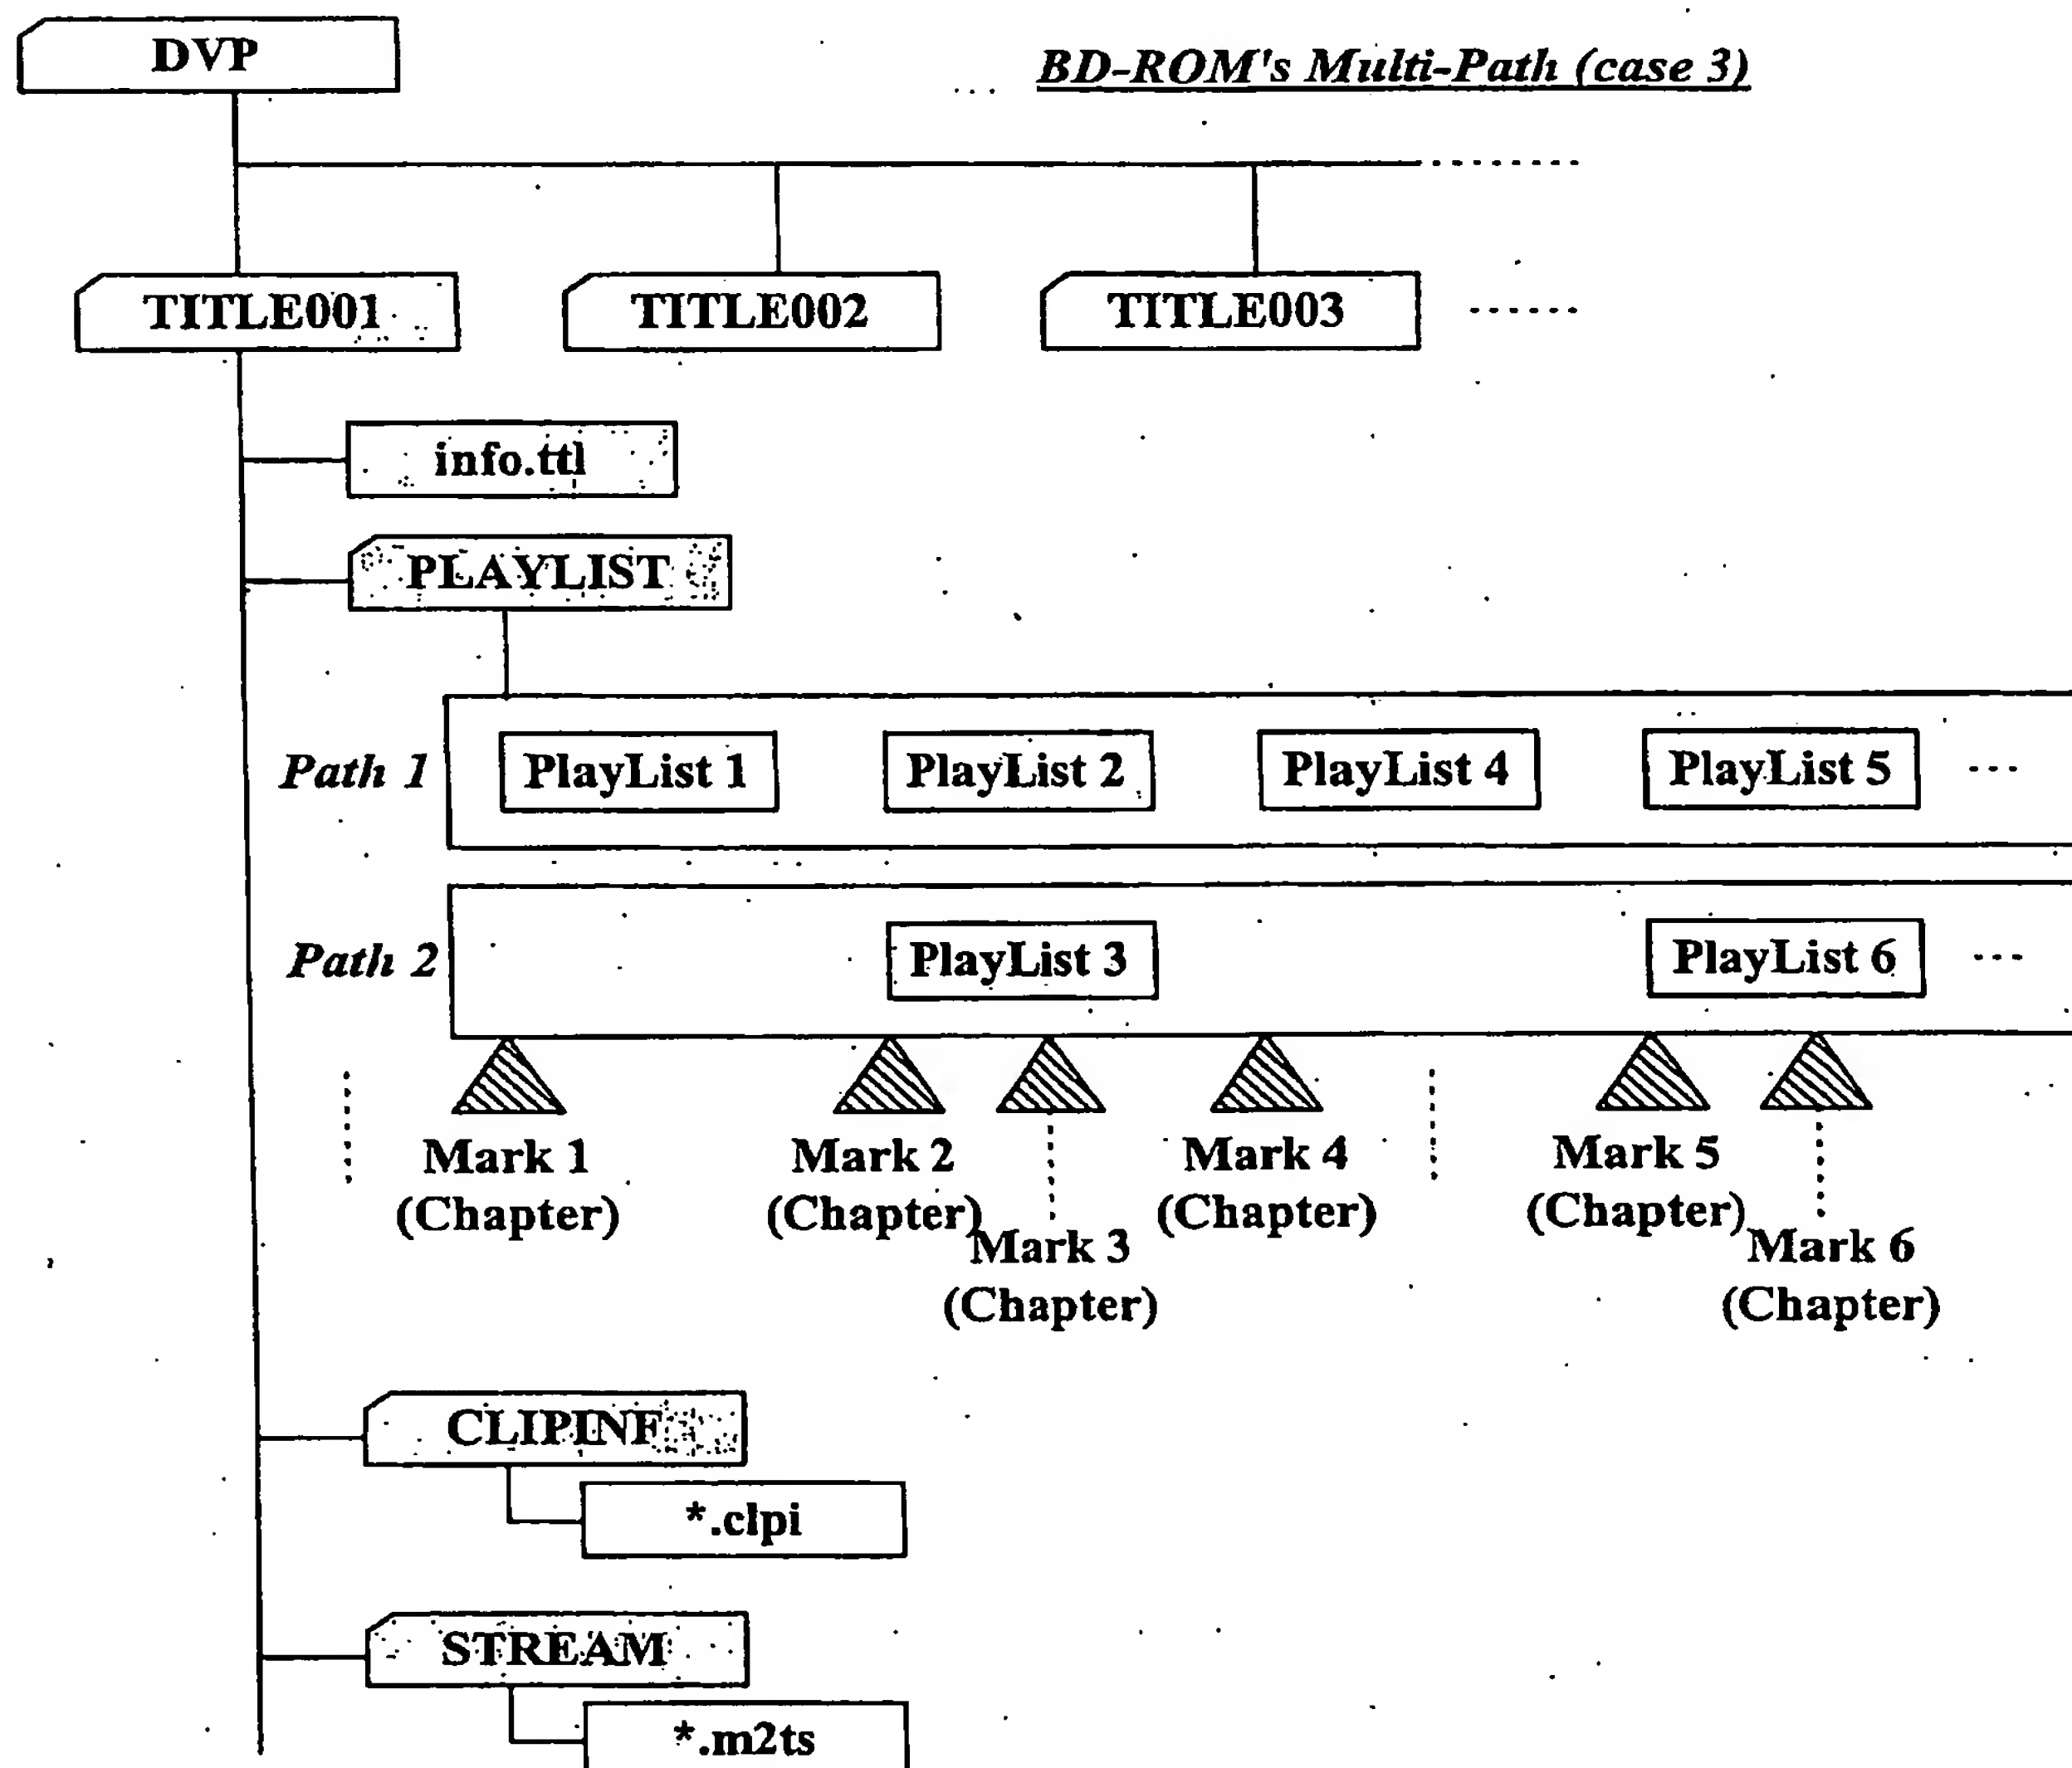 DVP
BD-ROM's Multi-Path (case 3)
TITLE001
TITLE002
TITLE003
info.ttl
PLAYLIST
Path 1
PlayList 1
PlayList 2
PlayList 4
PlayList 5
Path 2
PlayList 3
PlayList 6
Mark 1
(Chapter)
Mark 2
(Chapter)
Mark 3
(Chapter)
Mark 4
(Chapter)
Mark 5
(Chapter)
Mark 6
(Chapter)
CLIPINF
*.clpi
STREAM
*.m2ts